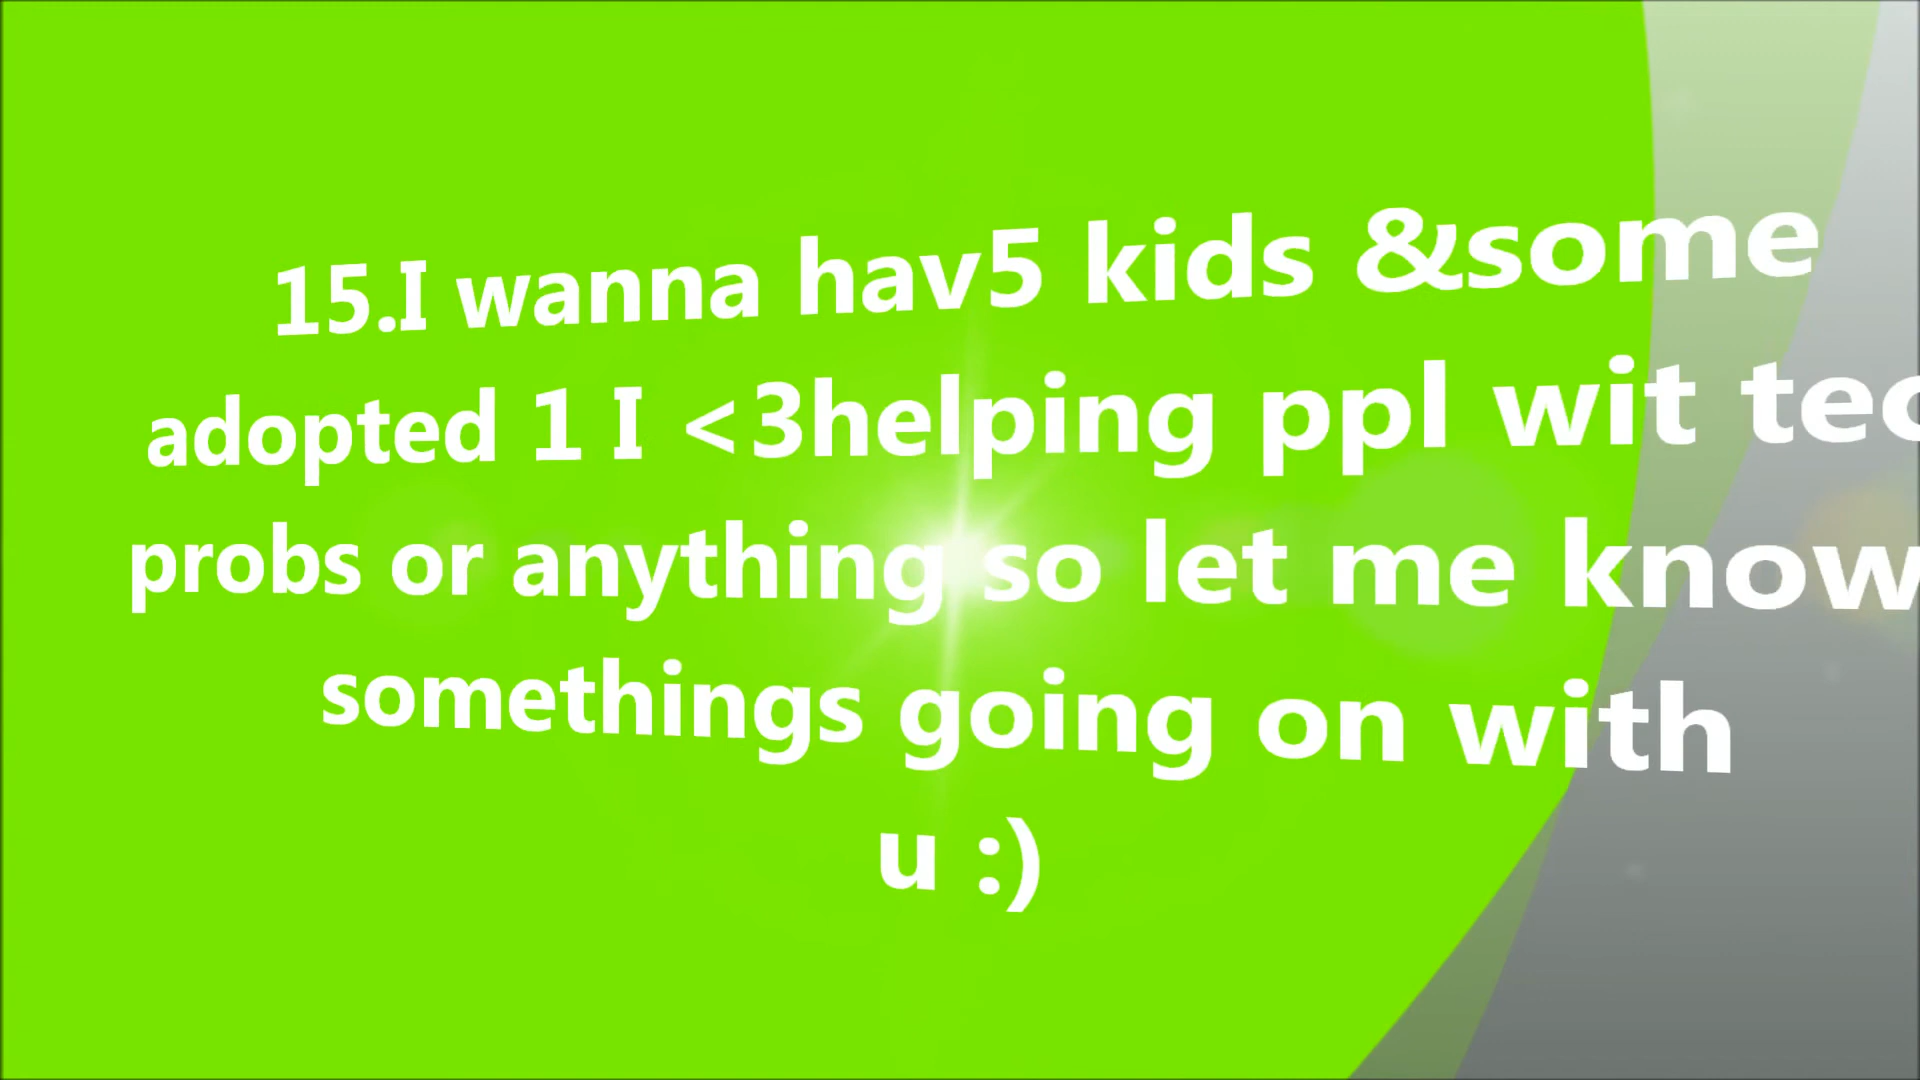 15.I wanna hav5 kids &some
adopted 1 I <3helping ppl wit tec
probs or anything so let me know
somethings going on with
u :)